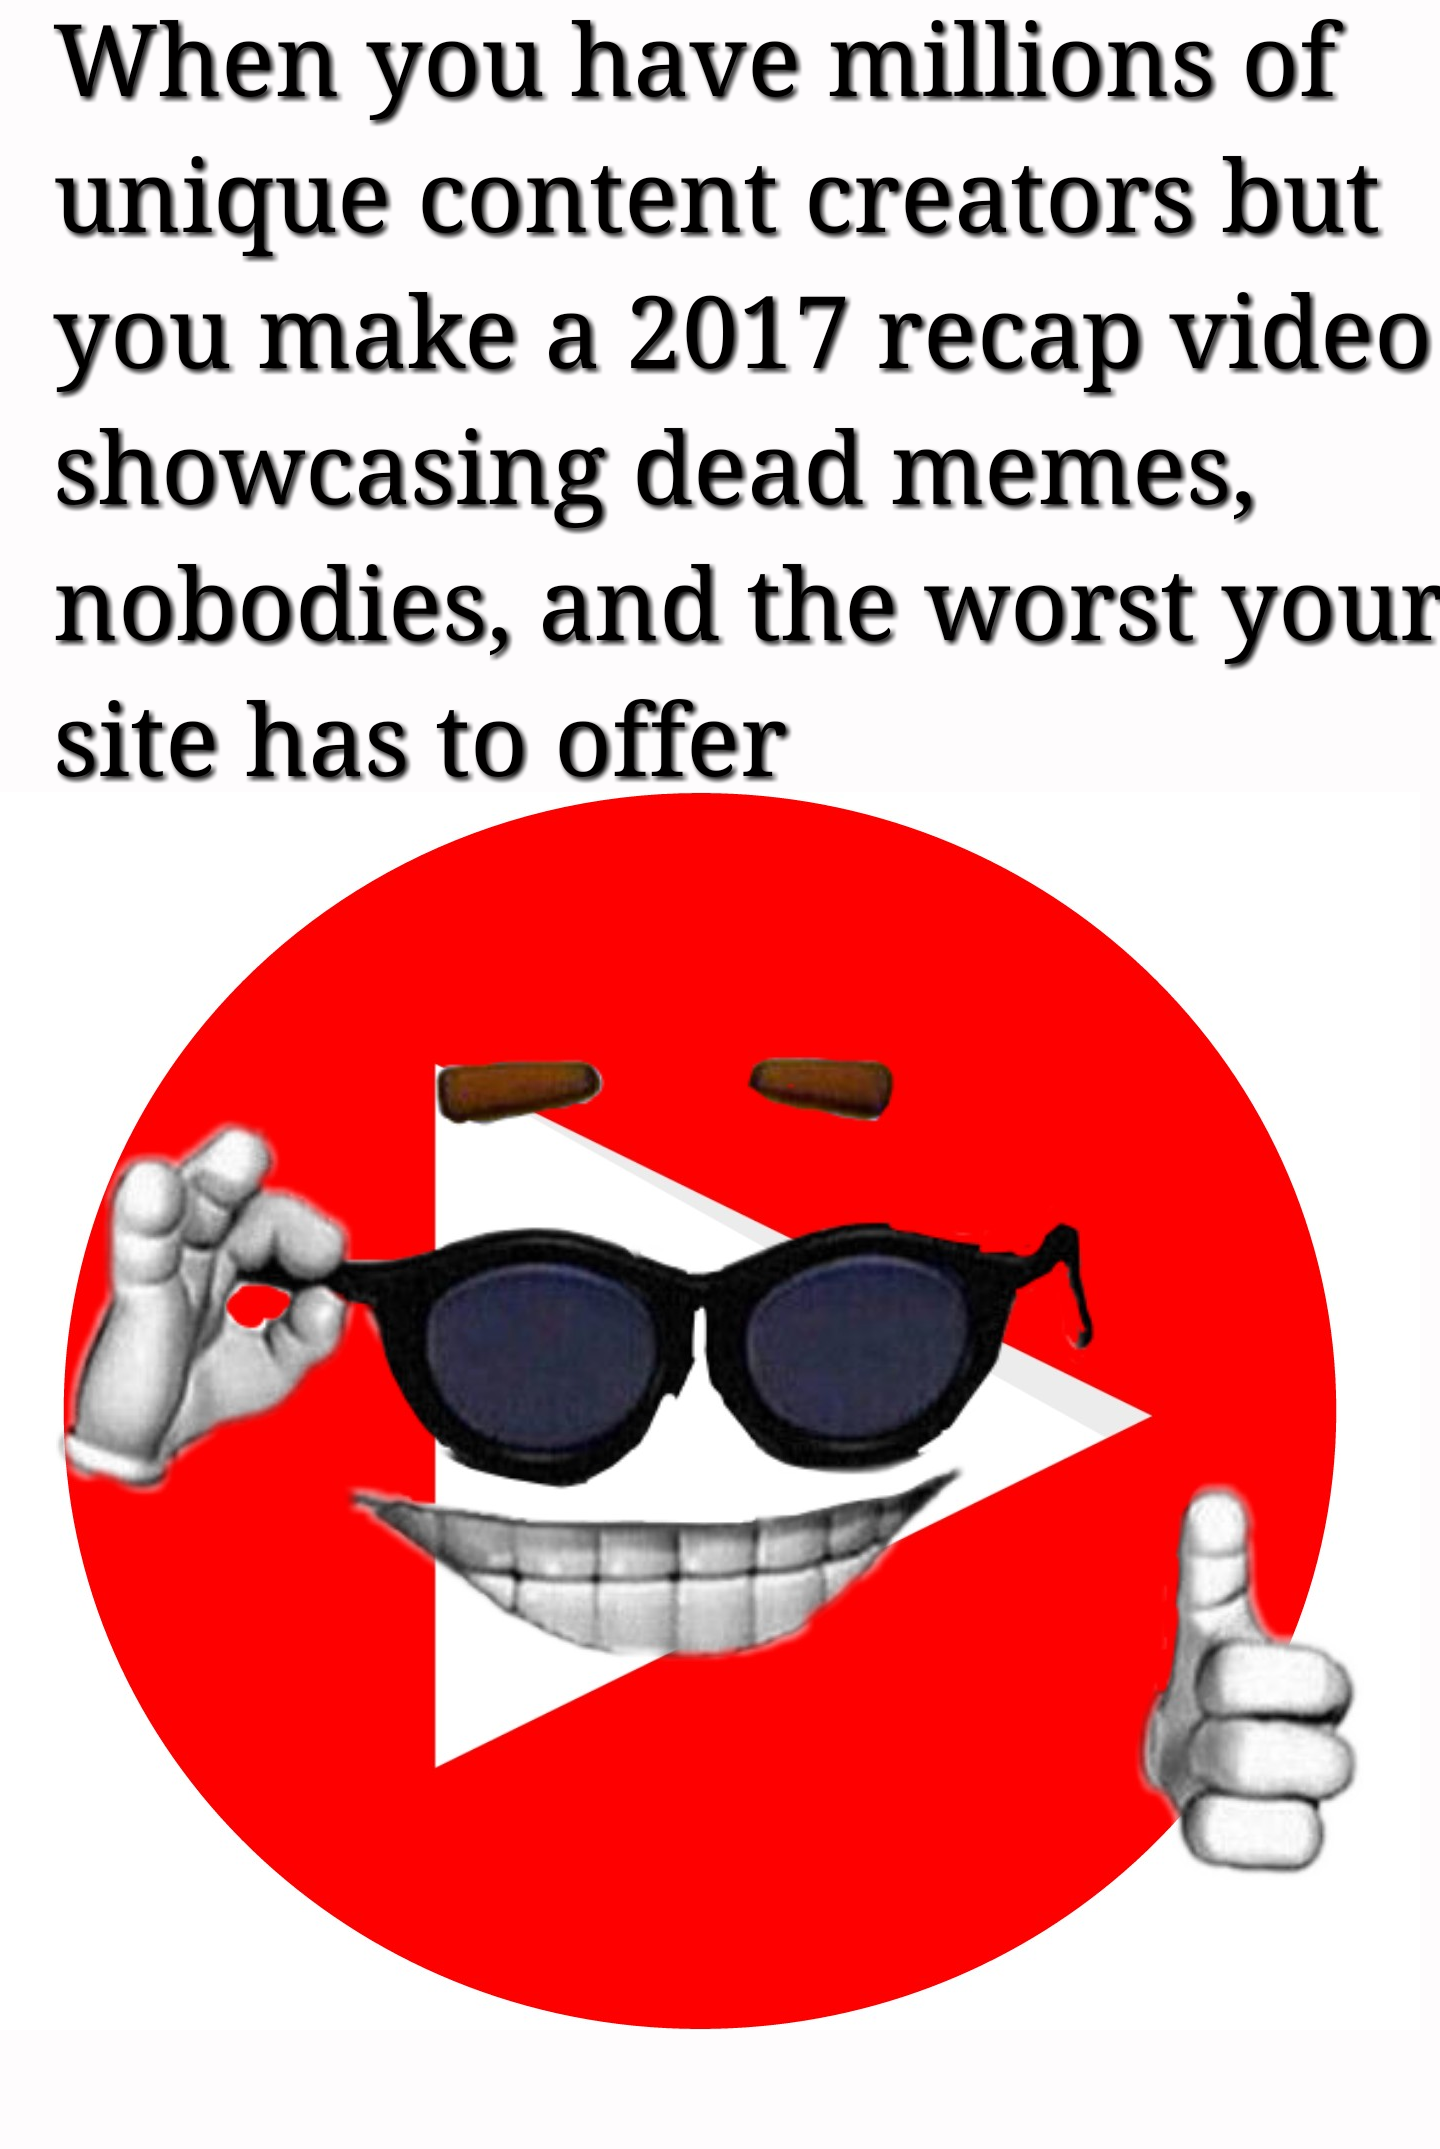 When you have millions of
unique content creators but
you make a 2017 recap video
showcasing dead memes,
nobodies, and the worst your
site has to offer